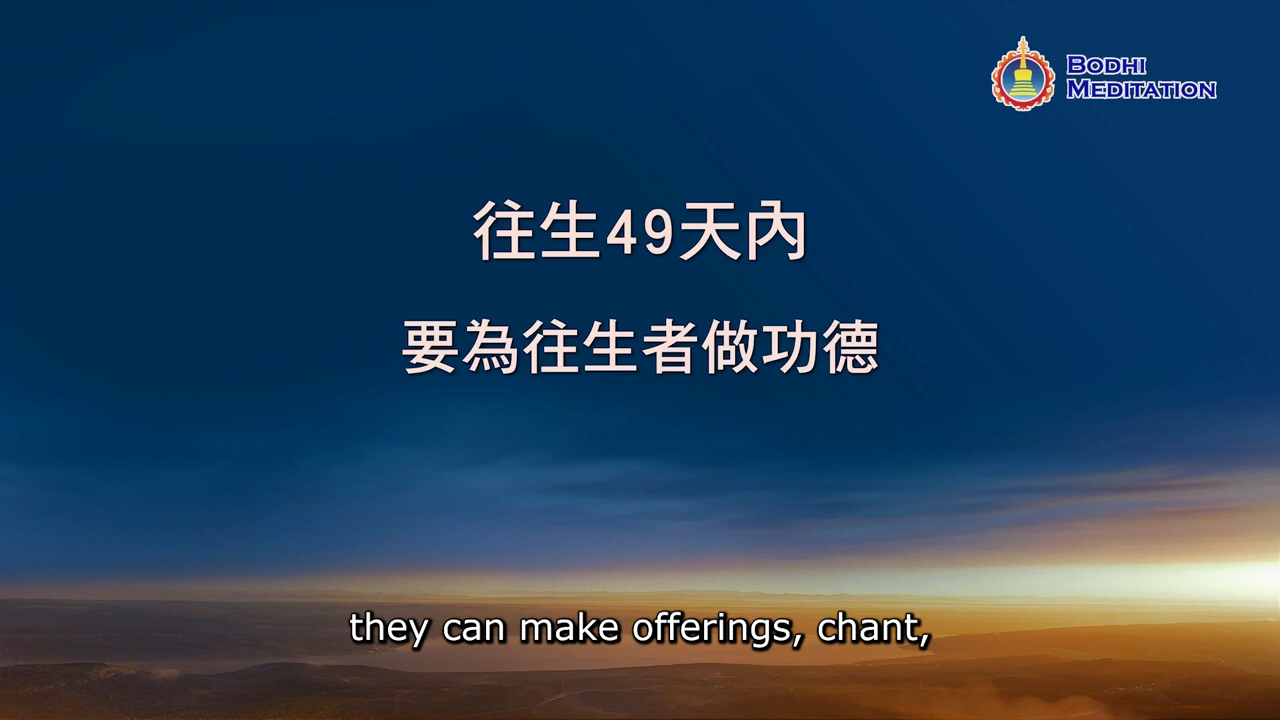 BODHI
MEDITATION
往生49天內
要為往生者做功德
they can make offerings, chant,